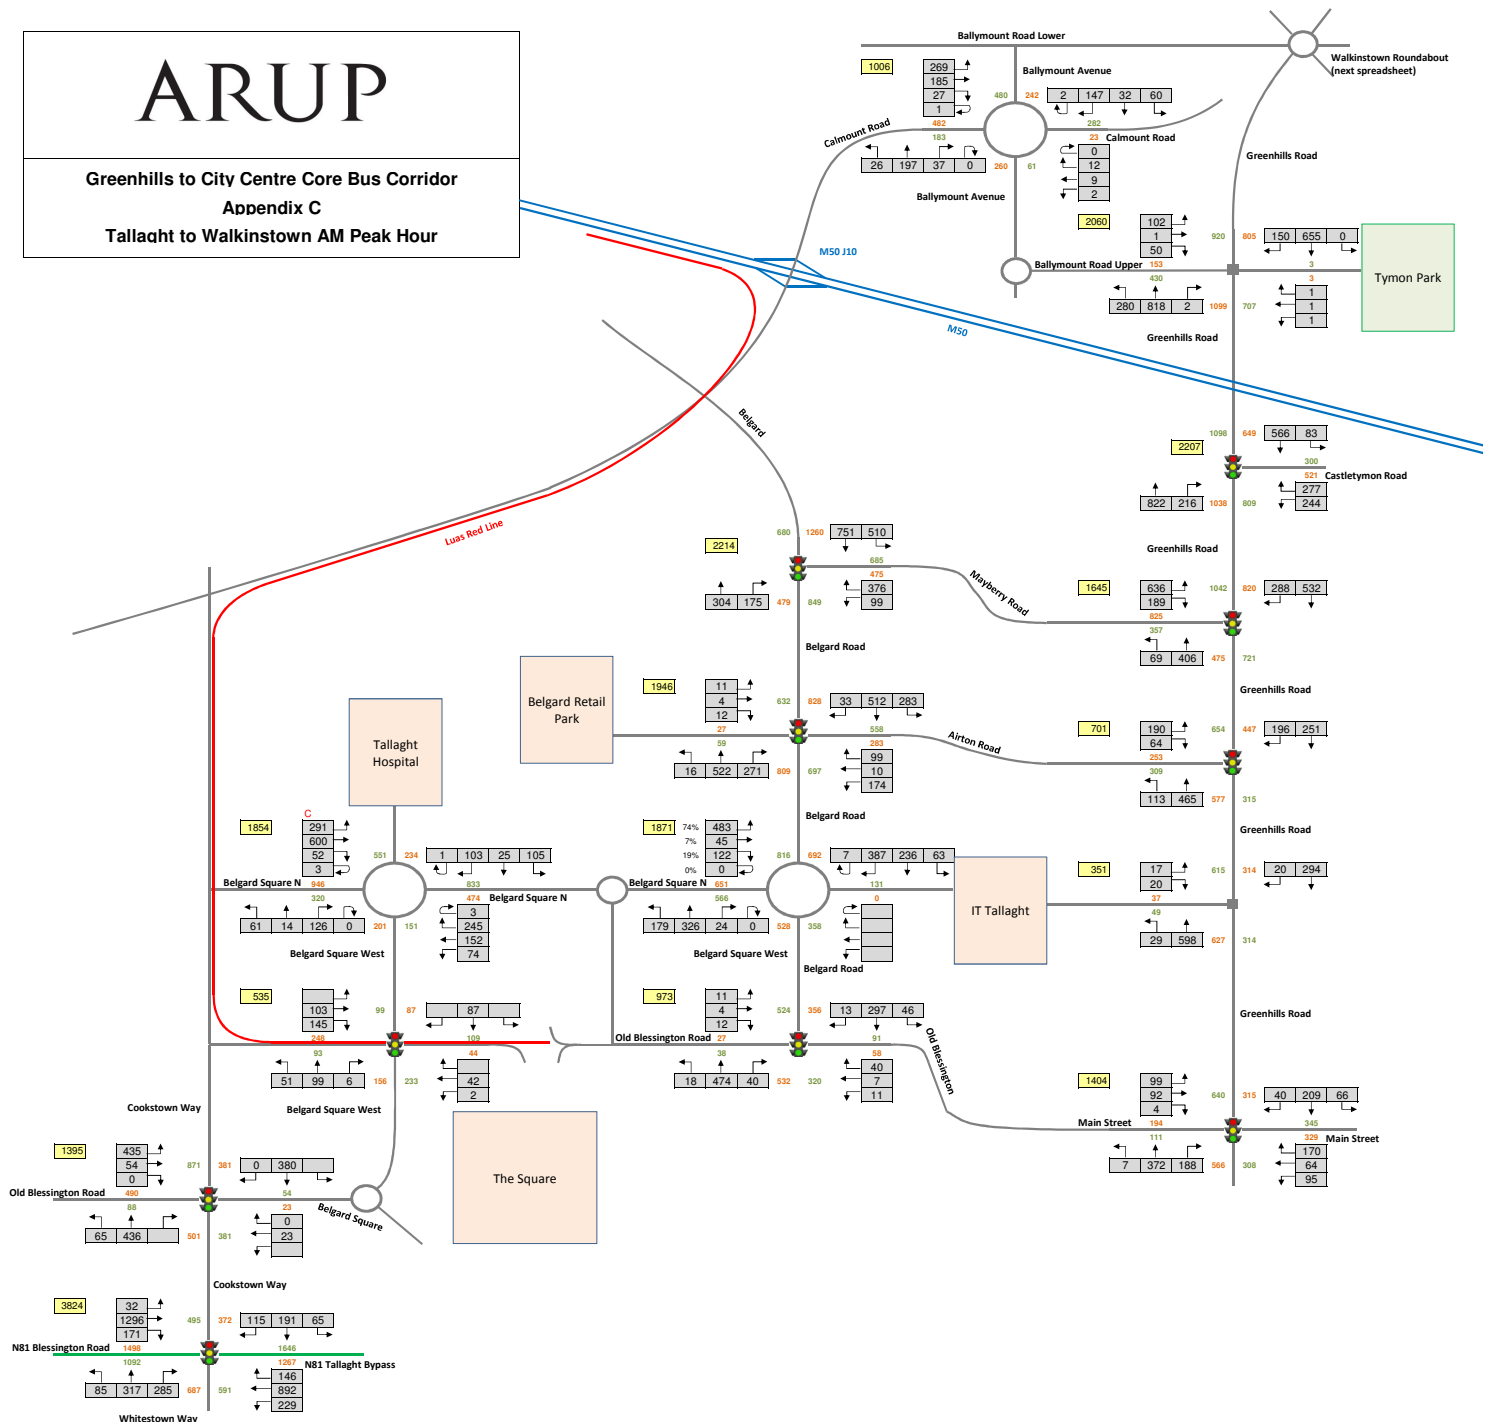 ARUP
Greenhills to City Centre Core Bus Corridor
Appendix C
Tallaght to Walkinstown AM Peak Hour
Ballymount Road Lower
Walkinstown Roundabout
(next spreadsheet)
1006
269
185
27
1
Ballymount Avenue
480 242
2 147 32 60
482
183
282
23
Calmount Road
Calmount Road
26 197 37 0
260 61
0
12
9
2
Ballymount Avenue
Greenhills Road
2060
102
1
50
920 805
150 655 0
Ballymount Road Upper
153
430
3
3
280 818 2
1099 707
1
1
1
Tymon Park
Greenhills Road
M50 J10
M50
Belgard
Luas Red Line
2207
1098 649
566 83
300
521
Castletymon Road
822 216
1038 809
277
244
Greenhills Road
2214
680 1260
751 510
685
475
304 175
479 849
376
99
Mayberry Road
Belgard Road
1645
636
189
1042 820
288 532
825
357
69 406
475 721
Greenhills Road
Belgard Retail
Park
1946
11
4
12
632 828
33 512 283
27
59
558
283
16 522 271
809 697
99
10
174
Airton Road
Belgard Road
701
190
64
654 447
196 251
253
309
113 465
577 315
Greenhills Road
Tallaght
Hospital
C
1854
291
600
52
3
551 234
1 103 25 105
Belgard Square N
946
320
833
474
Belgard Square N
61 14 126 0
201 151
3
245
152
74
Belgard Square West
1871
74% 483
7% 45
19% 122
0% 0
816 692
7 387 236 63
Belgard Square N
651
566
131
0
179 326 24 0
528 358
Belgard Square West
Belgard Road
IT Tallaght
351
17
20
615 314
20 294
37
49
29 598
627 314
Greenhills Road
535
103
145
99 87
87
248
93
109
44
51 99 6
156 233
42
2
Belgard Square West
973
11
4
12
524 356
13 297 46
Old Blessington Road
27
38
91
58
18 474 40
532 320
40
7
11
Old Blessington
1404
99
92
4
640 315
40 209 66
Main Street
194
111
345
329
Main Street
7 372 188
566 308
170
64
95
Cookstown Way
The Square
1395
435
54
0
871 381
0 380
Old Blessington Road
490
88
54
23
Belgard Square
65 436
501 381
0
23
Cookstown Way
3824
32
1296
171
495 372
115 191 65
N81 Blessington Road
1498
1092
1646
1267
N81 Tallaght Bypass
85 317 285
687 591
146
892
229
Whitestown Way